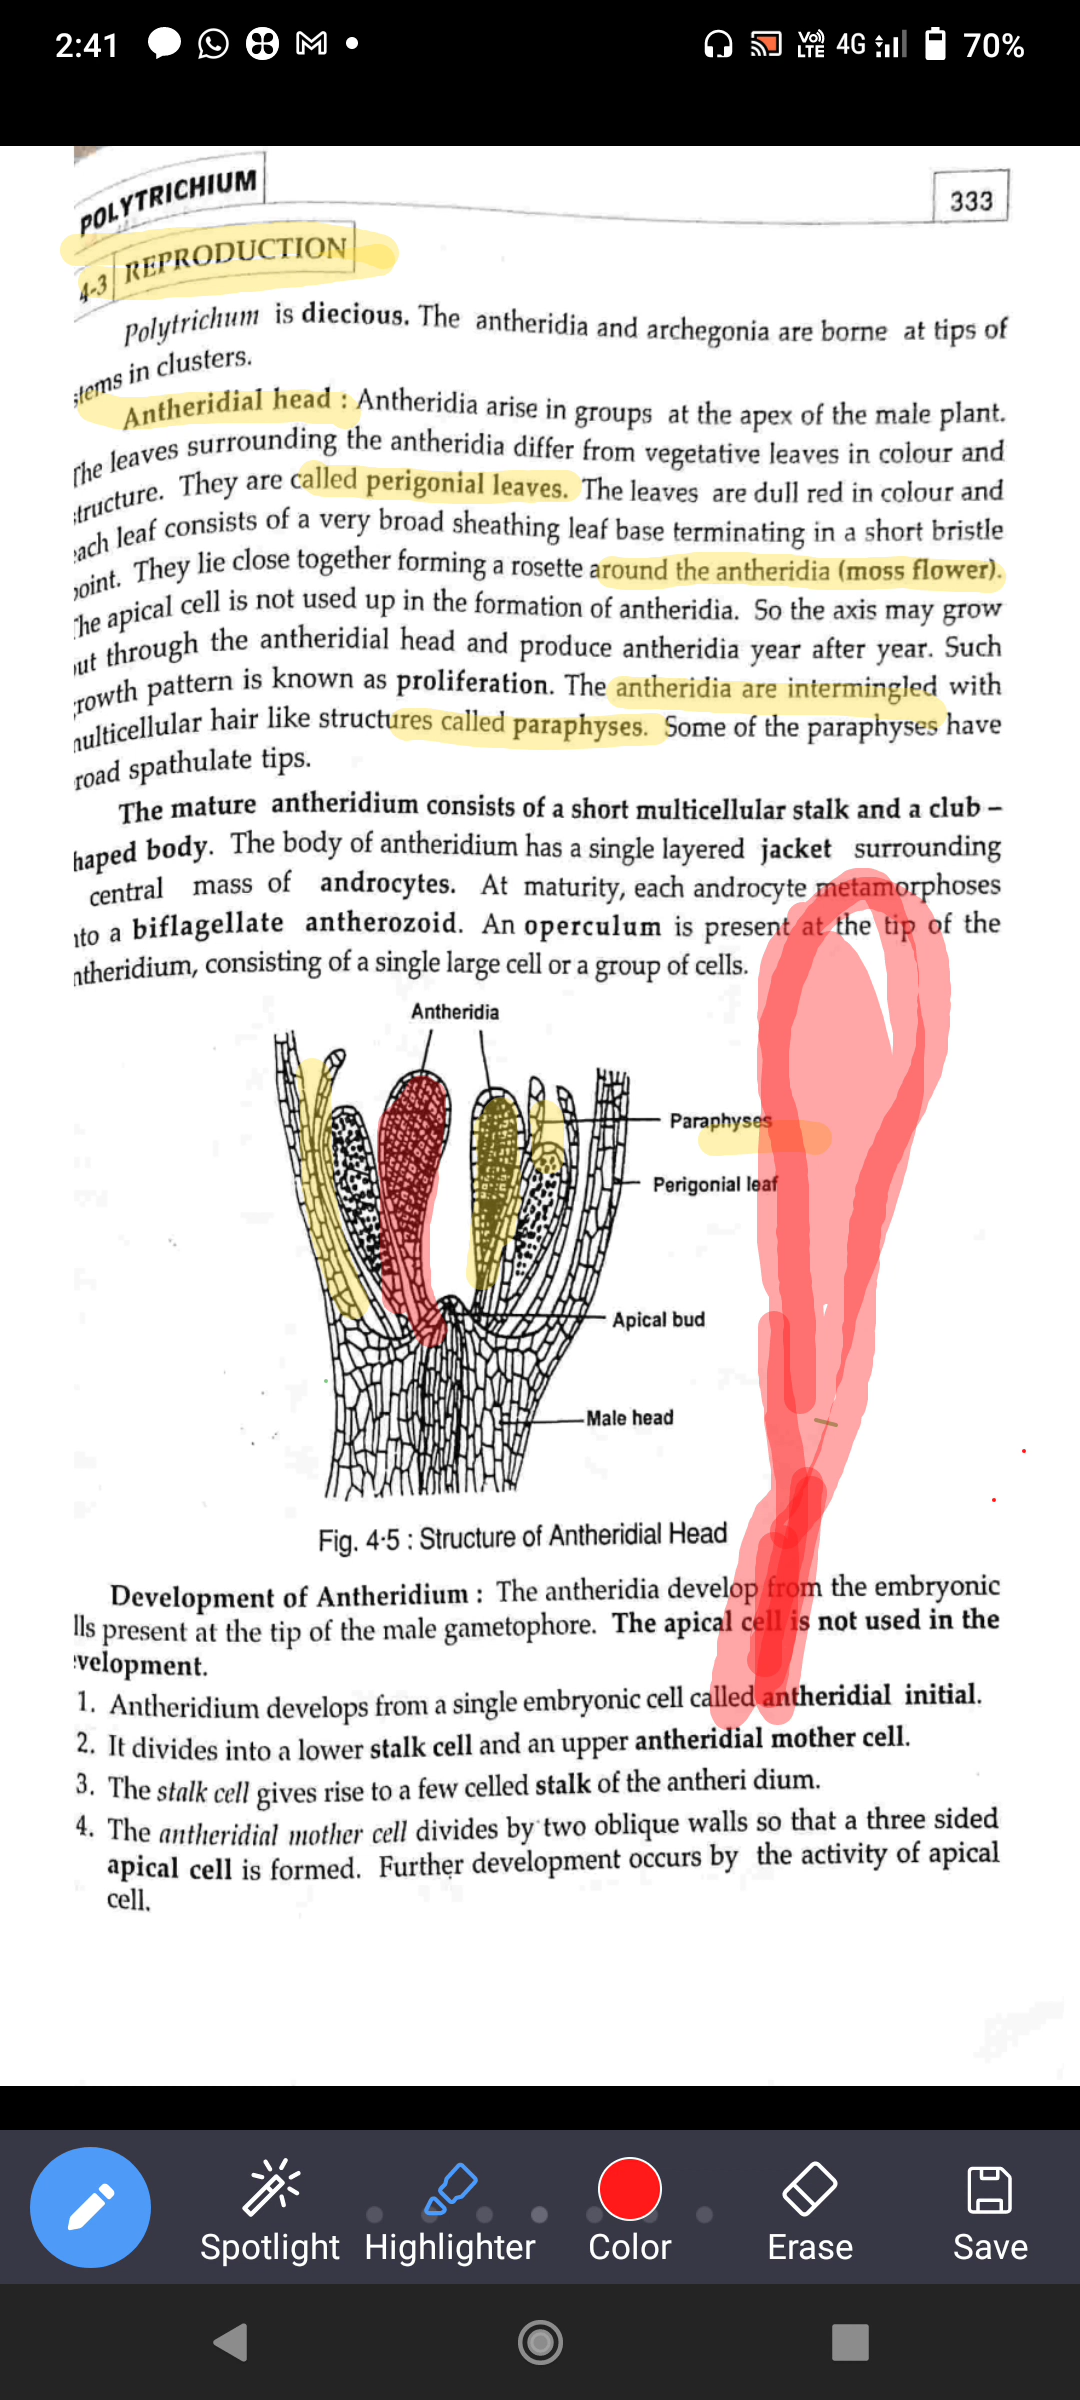 2:41
VoD LTE 4G 70%
POLYTRICHIUM
333
4-3 REPRODUCTION
Polytrichum is diecious. The antheridia and archegonia are borne at tips of
stems in clusters.
Antheridial head : Antheridia arise in groups at the apex of the male plant.
The leaves surrounding the antheridia differ from vegetative leaves in colour and
tructure. They are called perigonial leaves. The leaves are dull red in colour and
each leaf consists of a very broad sheathing leaf base terminating in a short bristle
point. They lie close together forming a rosette around the antheridia (moss flower).
The apical cell is not used up in the formation of antheridia. So the axis may grow
ut through the antheridial head and produce antheridia year after year. Such
rowth pattern is known as proliferation. The antheridia are intermingled with
nulticellular hair like structures called paraphyses. Some of the paraphyses have
road spathulate tips.
The mature antheridium consists of a short multicellular stalk and a club –
haped body. The body of antheridium has a single layered jacket surrounding
central mass of androcytes. At maturity, each androcyte metamorphoses
nto a biflagellate antherozoid. An operculum is present at the tip of the
ntheridium, consisting of a single large cell or a group of cells.
Antheridia
Paraphyses
Perigonial leaf
Apical bud
Male head
Fig. 4·5 : Structure of Antheridial Head
Development of Antheridium : The antheridia develop from the embryonic
lls present at the tip of the male gametophore. The apical cell is not used in the
evelopment.
1. Antheridium develops from a single embryonic cell called antheridial initial.
2. It divides into a lower stalk cell and an upper antheridial mother cell.
3. The stalk cell gives rise to a few celled stalk of the antheri dium.
4. The antheridial mother cell divides by two oblique walls so that a three sided
apical cell is formed. Further development occurs by the activity of apical
cell.
Spotlight Highlighter Color Erase Save